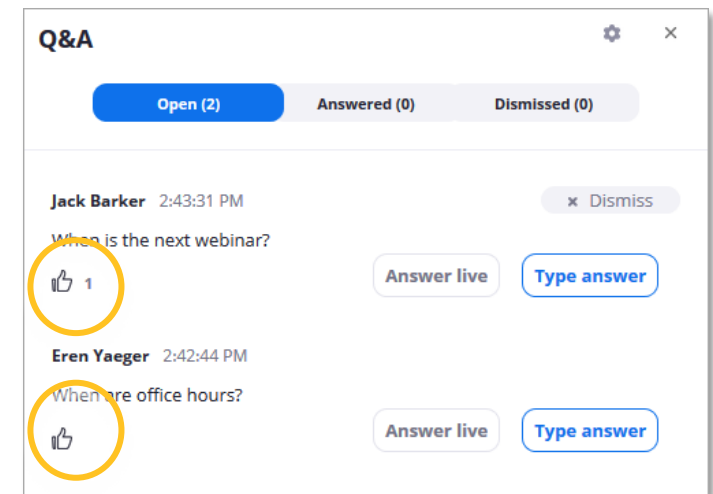 Q&A
Open (2) Answered (0) Dismissed (0)
Jack Barker 2:43:31 PM × Dismiss
When is the next webinar?
1 Answer live Type answer
Eren Yaeger 2:42:44 PM
When are office hours?
Answer live Type answer